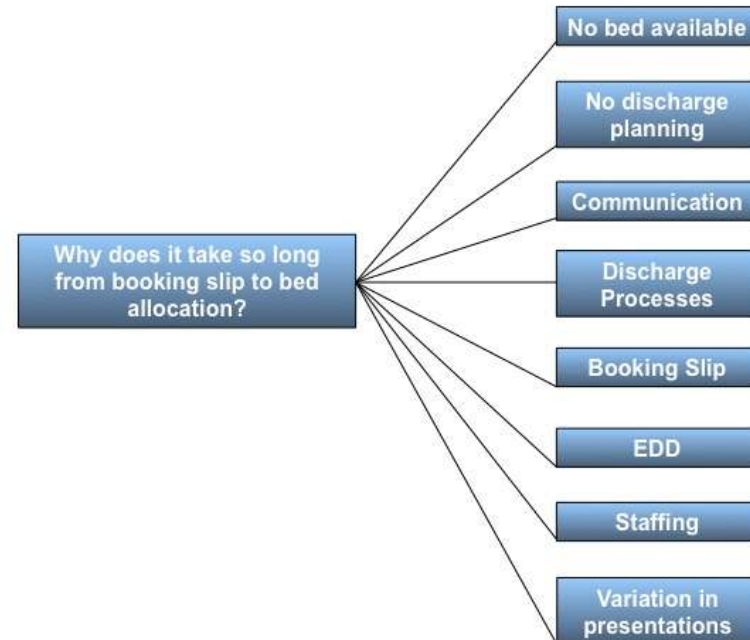 Why does it take so long
from booking slip to bed
allocation?
No bed available
No discharge
planning
Communication
Discharge
Processes
Booking Slip
EDD
Staffing
Variation in
presentations